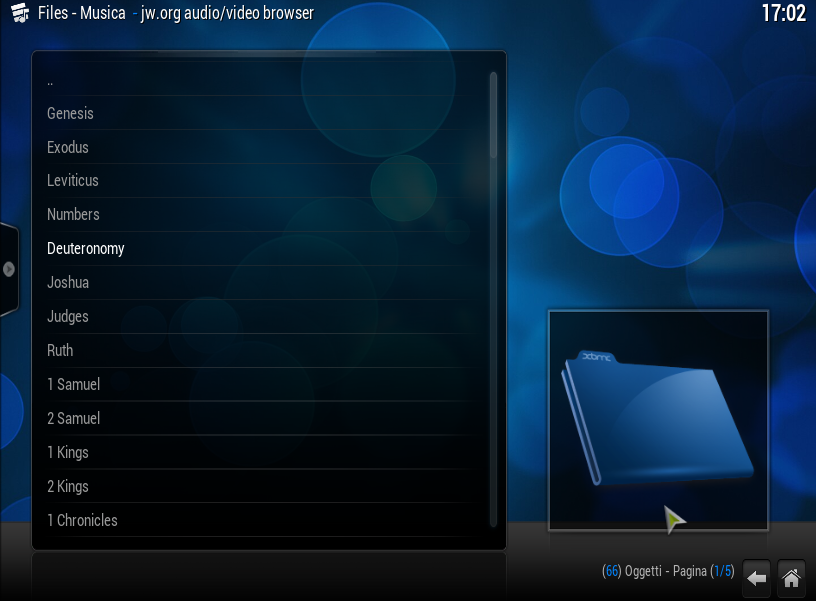 Files - Musica - jw.org audio/video browser
17:02
..
Genesis
Exodus
Leviticus
Numbers
Deuteronomy
Joshua
Judges
Ruth
1 Samuel
2 Samuel
1 Kings
2 Kings
1 Chronicles
xbmc
(66) Oggetti - Pagina (1/5)